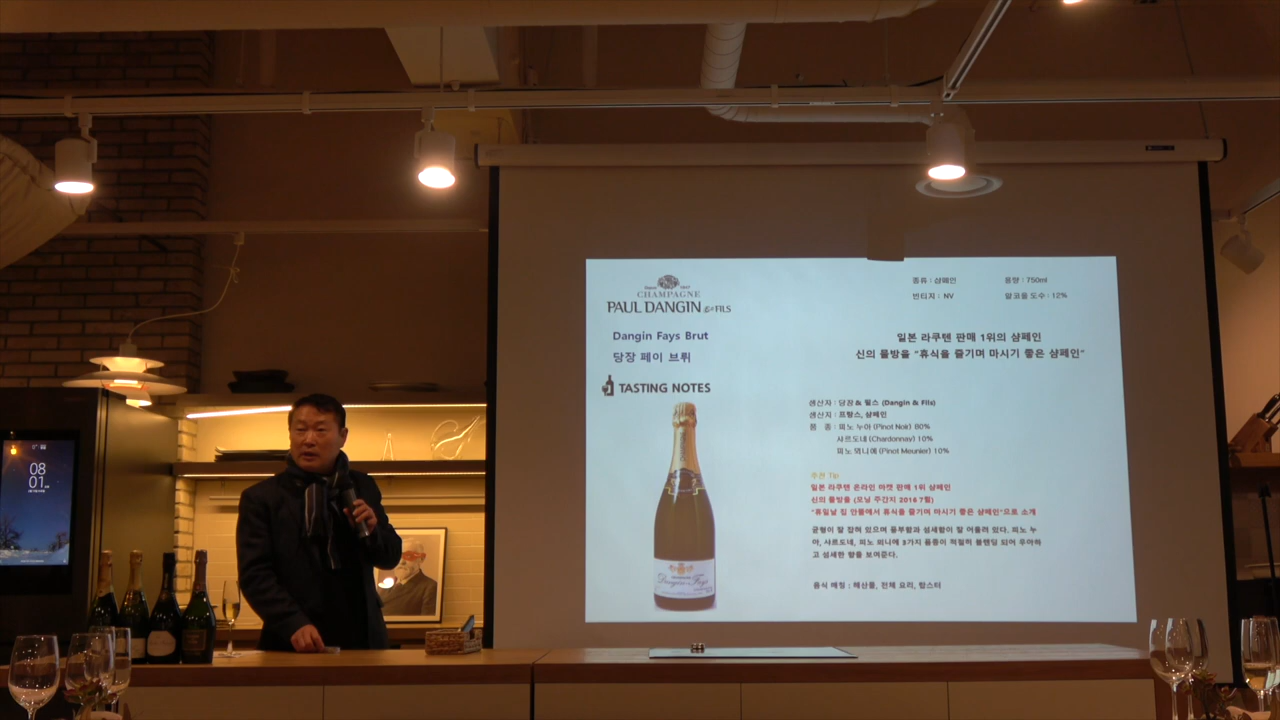 CHAMPAGNE
PAUL DANGIN & FILS
Dangin Fays Brut
당장 페이 브뤼
TASTING NOTES
종류 : 샴페인
용량 : 750ml
빈티지 : NV
알코올 도수 : 12%
일본 라쿠텐 판매 1위의 샴페인
신의 물방울 "휴식을 즐기며 마시기 좋은 샴페인"
생산자 : 당장& 필스 (Dangin & Fils)
생산지 : 프랑스, 샴페인
품 종 : 피노 누아 (Pinot Noir) 80%
샤르도네 (Chardonnay) 10%
피노 뫼니에 (Pinot Meunier) 10%
추천 Tip
일본 라쿠텐 온라인 마켓 판매 1위 샴페인
신의 물방울 (모닝 주간지 2016 7월)
"휴일날 집 안뜰에서 휴식을 즐기며 마시기 좋은 샴페인"으로 소개
균형이 잘 잡혀 있으며 풍부함과 섬세함이 잘 어울려 있다. 피노 누
아, 샤르도네, 피노 뫼니에 3가지 품종이 적절히 블렌딩 되어 우아하
고 섬세한 향을 보여준다.
음식 매칭 : 해산물, 전채 요리, 랍스터
Dangin-Fays
08
01